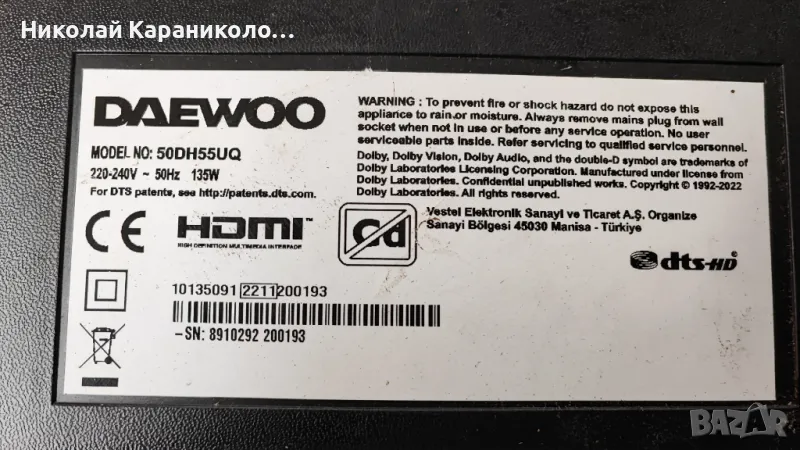 Николай Караниколо...
DAEWOO
MODEL NO: 50DH55UQ
220-240V ~ 50Hz 135W
For DTS patents, see http://patents.dts.com.
WARNING : To prevent fire or shock hazard do not expose this
appliance to rain.or moisture. Always remove mains plug from wall
socket when not in use or before any service operation. No user
serviceable parts inside. Refer servicing to qualified service personnel.
Dolby, Dolby Vision, Dolby Audio, and the double-D symbol are trademarks of
Dolby Laboratories Licensing Corporation. Manufactured under license from
Dolby Laboratories. Confidential unpublished works. Copyright © 1992-2022
Dolby Laboratories. All rights reserved.
CE
HDMI™
HIGH DEFINITION MULTIMEDIA INTERFACE
Cd
Vestel Elektronik Sanayi ve Ticaret A.Ş. Organize
Sanayi Bölgesi 45030 Manisa - Türkiye
dts-HD
10135091 2211 200193
-SN: 8910292 200193
BAZAR